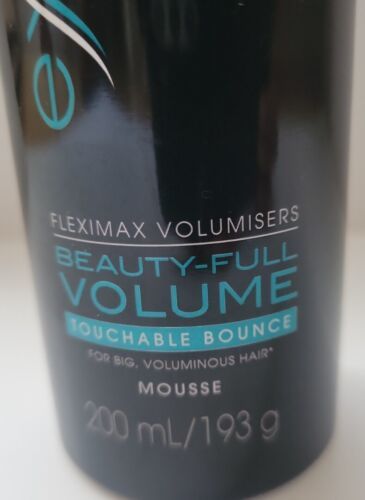 FLEXIMAX VOLUMISERS
BEAUTY-FULL
VOLUME
TOUCHABLE BOUNCE
FOR BIG, VOLUMINOUS HAIR*
MOUSSE
200 mL/193 g